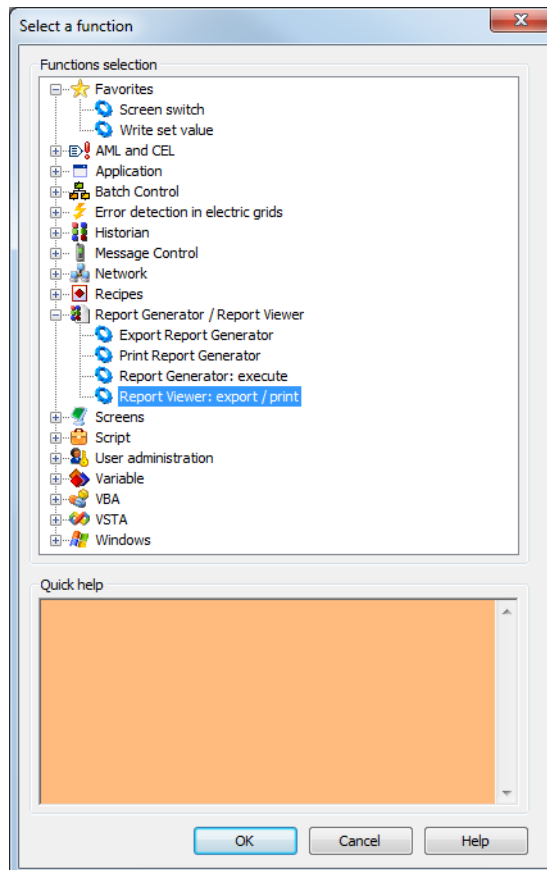 Select a function
Functions selection
Favorites
Screen switch
Write set value
AML and CEL
Application
Batch Control
Error detection in electric grids
Historian
Message Control
Network
Recipes
Report Generator / Report Viewer
Export Report Generator
Print Report Generator
Report Generator: execute
Report Viewer: export / print
Screens
Script
User administration
Variable
VBA
VSTA
Windows
Quick help
OK Cancel Help